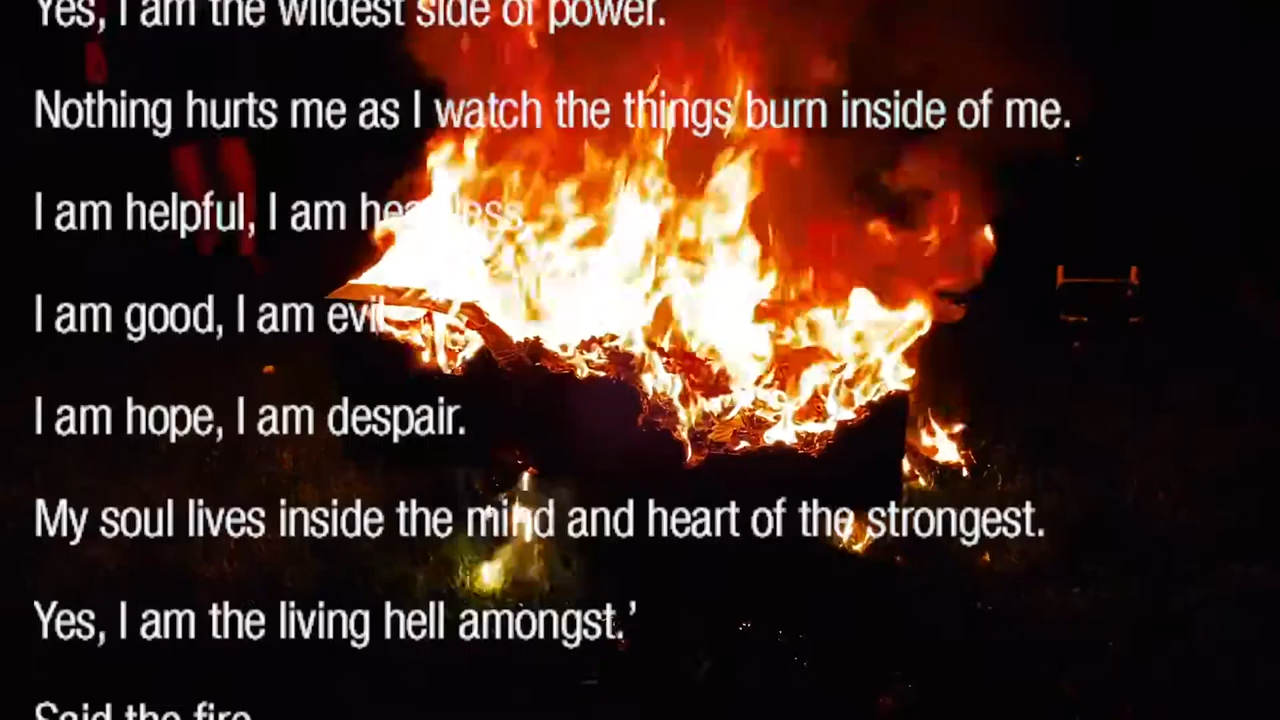 Yes, I am the wildest side of power.
Nothing hurts me as I watch the things burn inside of me.
I am helpful, I am heartless
I am good, I am evil
I am hope, I am despair.
My soul lives inside the mind and heart of the strongest.
Yes, I am the living hell amongst.’
Said the fire